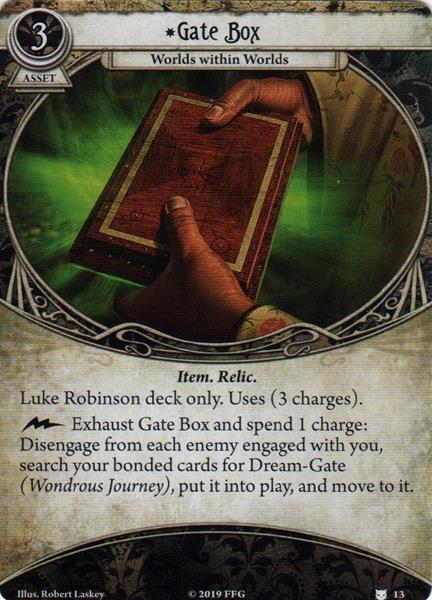 3
ASSET
*Gate Box
Worlds within Worlds
Item. Relic.
Luke Robinson deck only. Uses (3 charges).
Exhaust Gate Box and spend 1 charge:
Disengage from each enemy engaged with you,
search your bonded cards for Dream-Gate
(Wondrous Journey), put it into play, and move to it.
Illus. Robert Laskey
© 2019 FFG
13